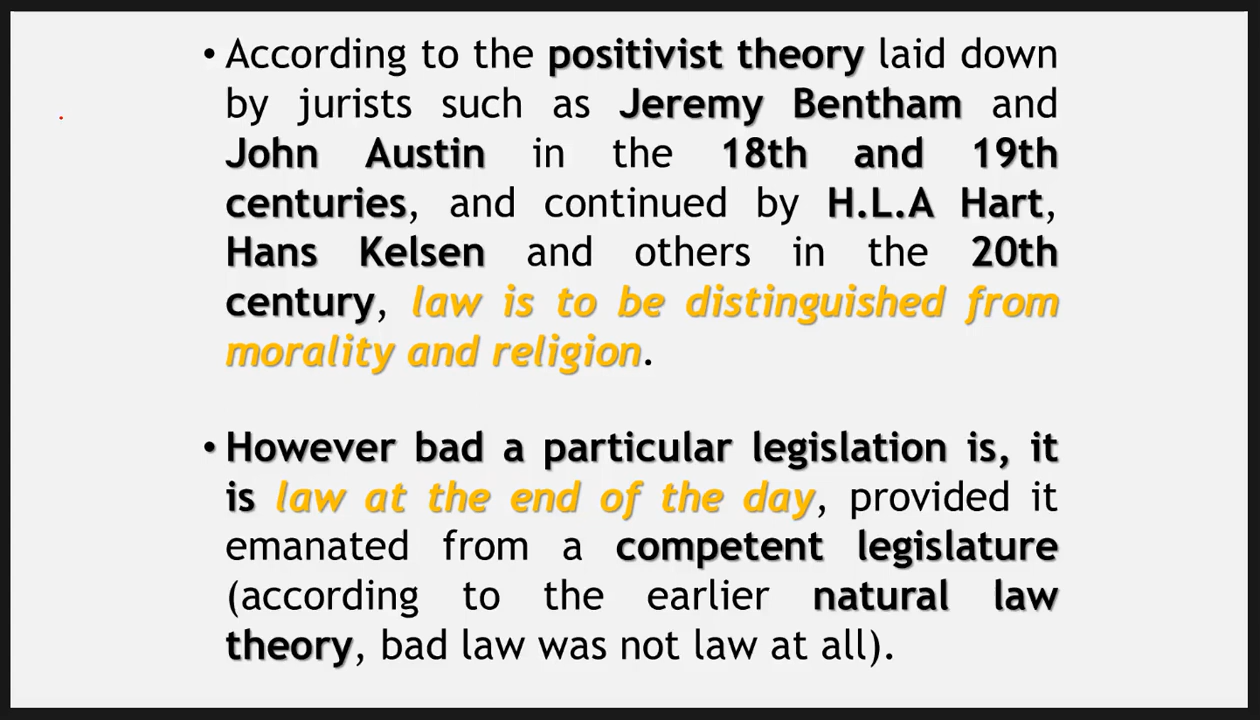 • According to the positivist theory laid down
by jurists such as Jeremy Bentham and
John Austin in the 18th and 19th
centuries, and continued by H.L.A Hart,
Hans Kelsen and others in the 20th
century, law is to be distinguished from
morality and religion.
• However bad a particular legislation is, it
is law at the end of the day, provided it
emanated from a competent legislature
(according to the earlier natural law
theory, bad law was not law at all).